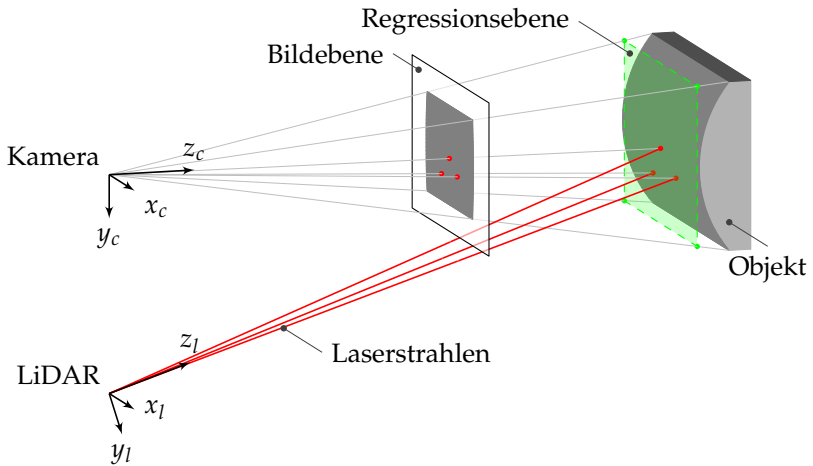 Regressionsebene
Bildebene
Kamera
z_c
x_c
y_c
Objekt
z_l
Laserstrahlen
LiDAR
x_l
y_l